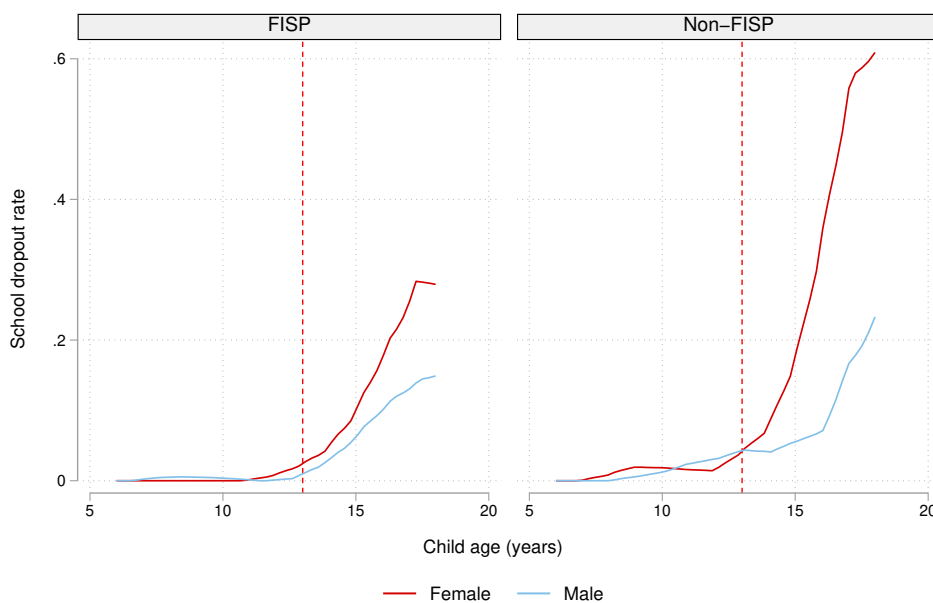 FISP
Non−FISP
School dropout rate
.6
.4
.2
0
5 10 15 20
5 10 15 20
Child age (years)
Female Male